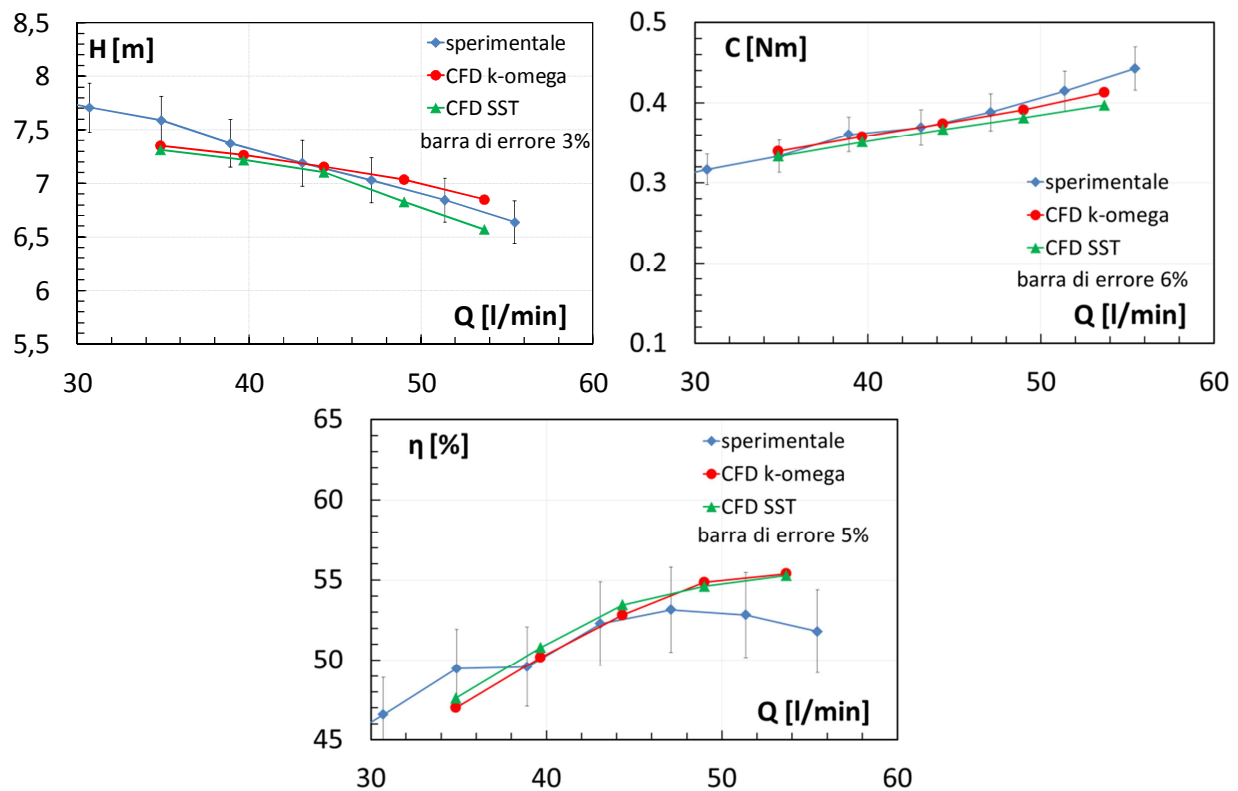 H [m]
sperimentale
CFD k-omega
CFD SST
barra di errore 3%
8,5
8
7,5
7
6,5
6
5,5
30 40 50 60
Q [l/min]
C [Nm]
sperimentale
CFD k-omega
CFD SST
barra di errore 6%
0.5
0.4
0.3
0.2
0.1
30 40 50 60
Q [l/min]
η [%]
sperimentale
CFD k-omega
CFD SST
barra di errore 5%
65
60
55
50
45
30 40 50 60
Q [l/min]